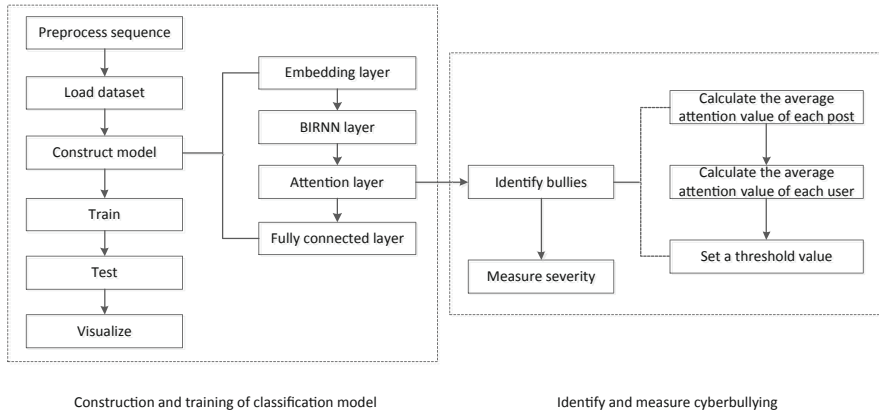 Preprocess sequence
Load dataset
Construct model
Train
Test
Visualize
Embedding layer
BIRNN layer
Attention layer
Fully connected layer
Identify bullies
Measure severity
Calculate the average
attention value of each post
Calculate the average
attention value of each user
Set a threshold value
Construction and training of classification model
Identify and measure cyberbullying